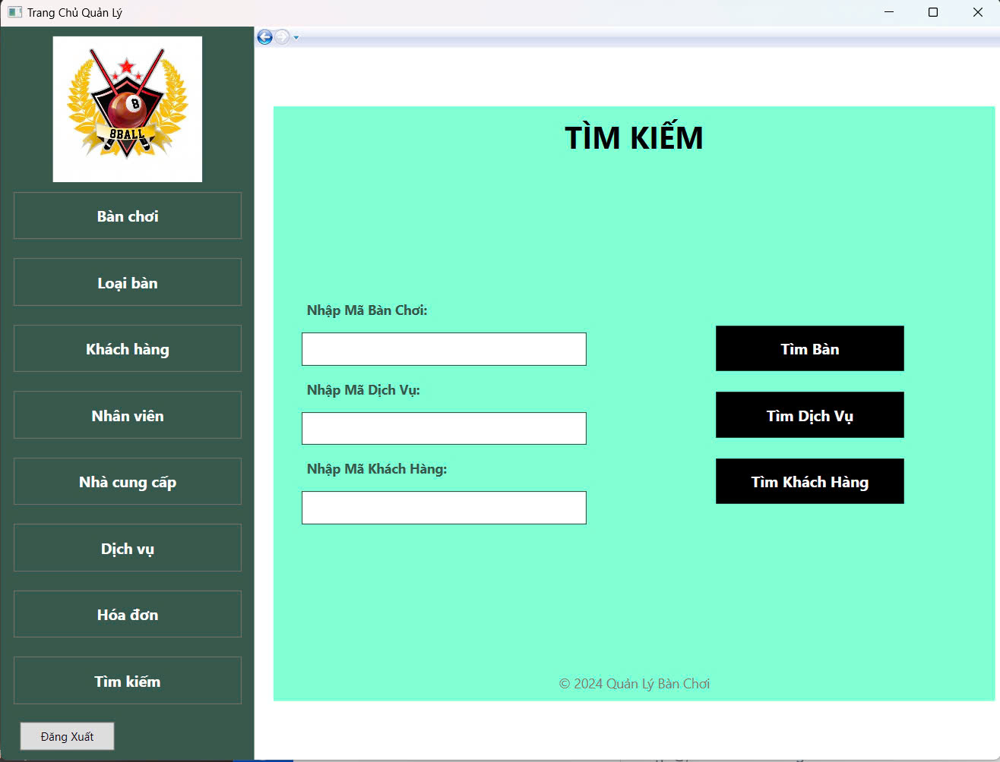 Trang Chủ Quản Lý
8
8BALL
Bàn chơi
Loại bàn
Khách hàng
Nhân viên
Nhà cung cấp
Dịch vụ
Hóa đơn
Tìm kiếm
Đăng Xuất
TÌM KIẾM
Nhập Mã Bàn Chơi:
Tìm Bàn
Nhập Mã Dịch Vụ:
Tìm Dịch Vụ
Nhập Mã Khách Hàng:
Tìm Khách Hàng
© 2024 Quản Lý Bàn Chơi